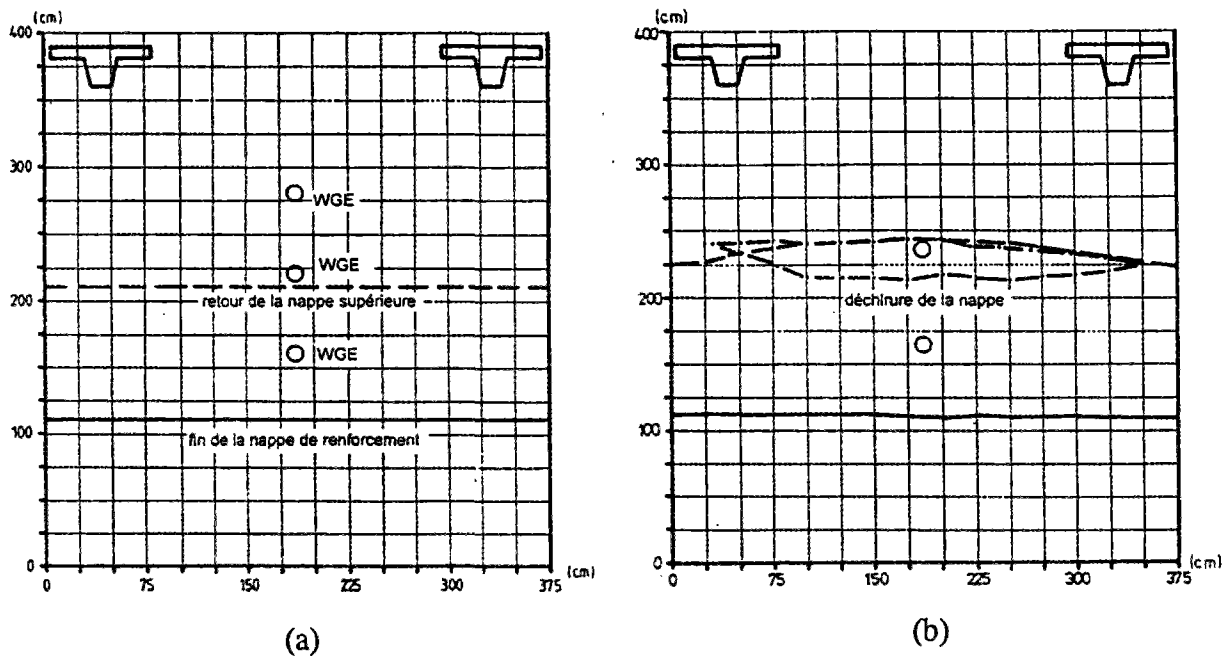 (cm)
400
300
WGE
WGE
200
retour de la nappe supérieure
WGE
100
fin de la nappe de renforcement
0
0 75 150 225 300 375 (cm)
(a)
(cm)
400
300
200
déchirure de la nappe
100
0
0 75 150 225 300 375 (cm)
(b)